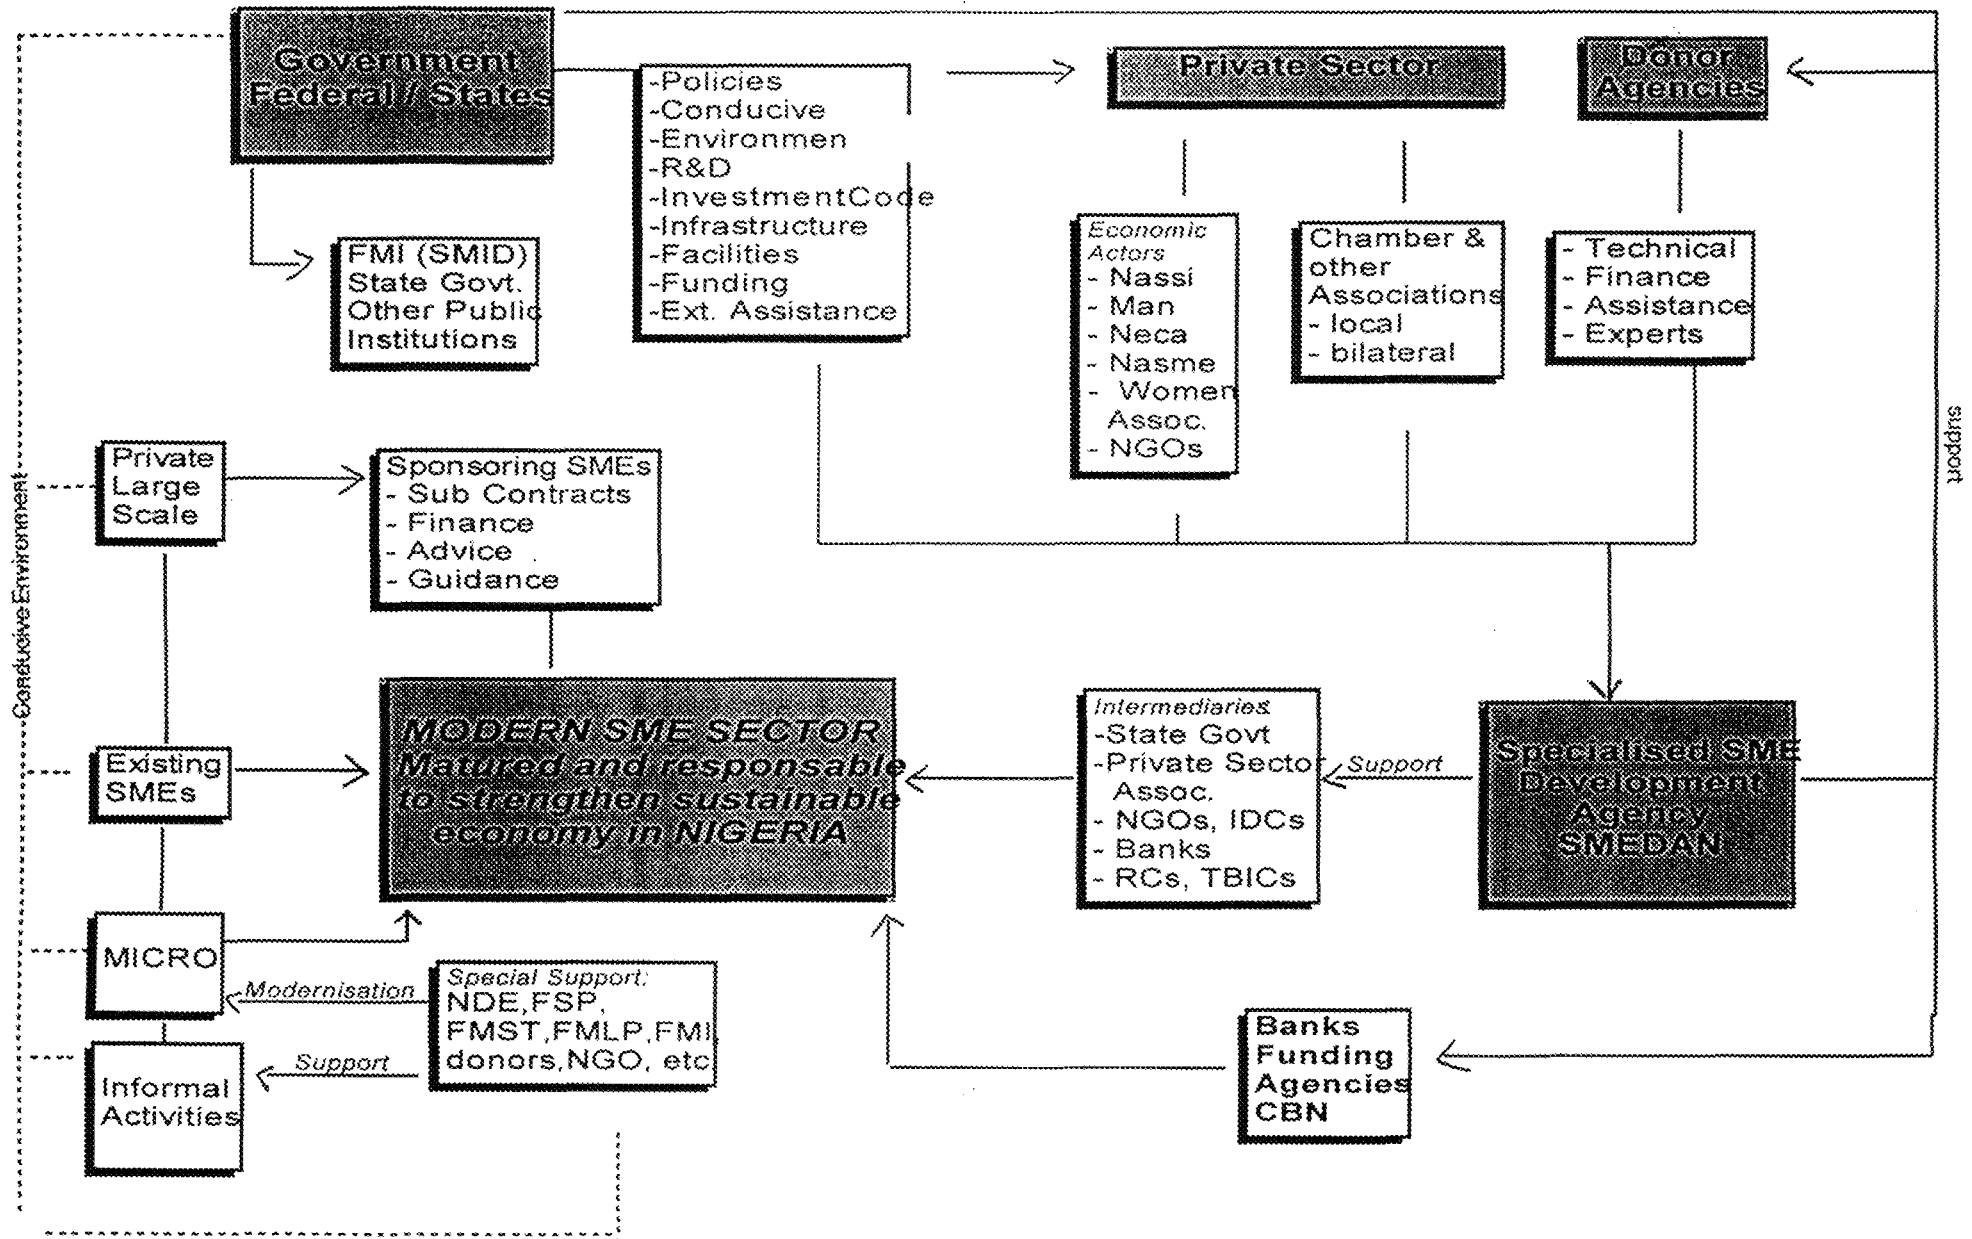 Government
Federal / States
-Policies
-Conducive
-Environmen
-R&D
-InvestmentCode
-Infrastructure
-Facilities
-Funding
-Ext. Assistance
Private Sector
Donor
Agencies
FMI (SMID)
State Govt.
Other Public
Institutions
Economic
Actors
- Nassi
- Man
- Neca
- Nasme
- Women
Assoc.
- NGOs
Chamber &
other
Associations
- local
- bilateral
- Technical
- Finance
- Assistance
- Experts
support
Conducive Environment
Private
Large
Scale
Sponsoring SMEs
- Sub Contracts
- Finance
- Advice
- Guidance
Existing
SMEs
MODERN SME SECTOR
Matured and responsable
to strengthen sustainable
economy in NIGERIA
Intermediaries
-State Govt
-Private Sector
Assoc.
- NGOs, IDCs
- Banks
- RCs, TBICs
Support
Specialised SME
Development
Agency
SMEDAN
MICRO
Modernisation
Special Support:
NDE,FSP,
FMST,FMLP,FMI
donors,NGO, etc
Support
Informal
Activities
Banks
Funding
Agencies
CBN